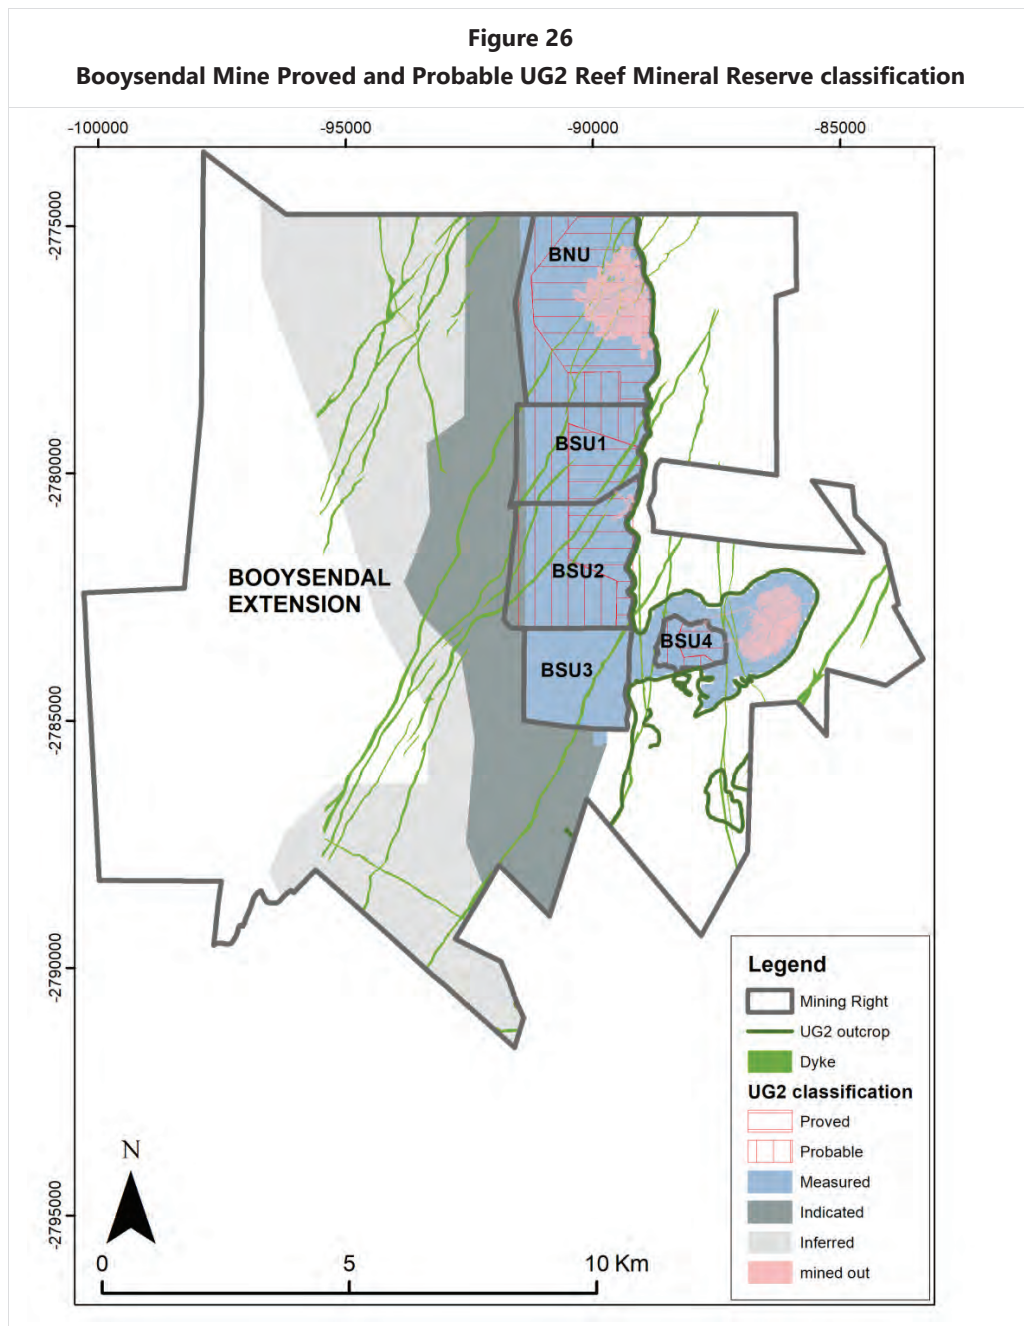 Figure 26
Booysendal Mine Proved and Probable UG2 Reef Mineral Reserve classification
-100000
-95000
-90000
-85000
-2775000
-2780000
-2785000
-2790000
-2795000
BNU
BSU1
BSU2
BSU3
BSU4
BOOYSENDAL
EXTENSION
Legend
Mining Right
UG2 outcrop
Dyke
UG2 classification
Proved
Probable
Measured
Indicated
Inferred
mined out
N
0
5
10 Km